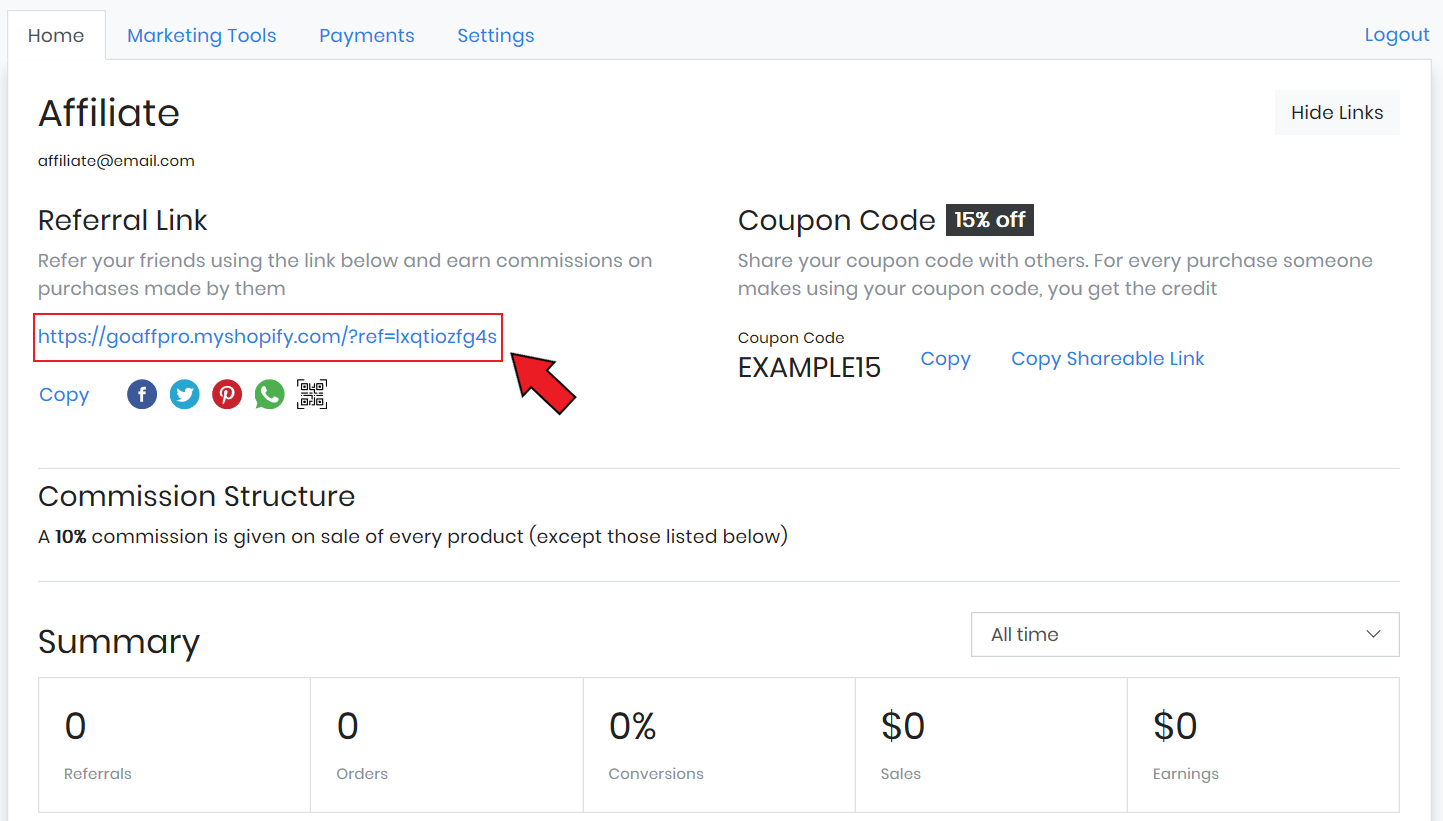 Home Marketing Tools Payments Settings Logout
Affiliate
Hide Links
affiliate@email.com
Referral Link
Refer your friends using the link below and earn commissions on
purchases made by them
https://goaffpro.myshopify.com/?ref=lxqtiozfg4s
Copy
Coupon Code 15% off
Share your coupon code with others. For every purchase someone
makes using your coupon code, you get the credit
Coupon Code
EXAMPLE15
Copy
Copy Shareable Link
Commission Structure
A 10% commission is given on sale of every product (except those listed below)
Summary
All time
0
Referrals
0
Orders
0%
Conversions
$0
Sales
$0
Earnings